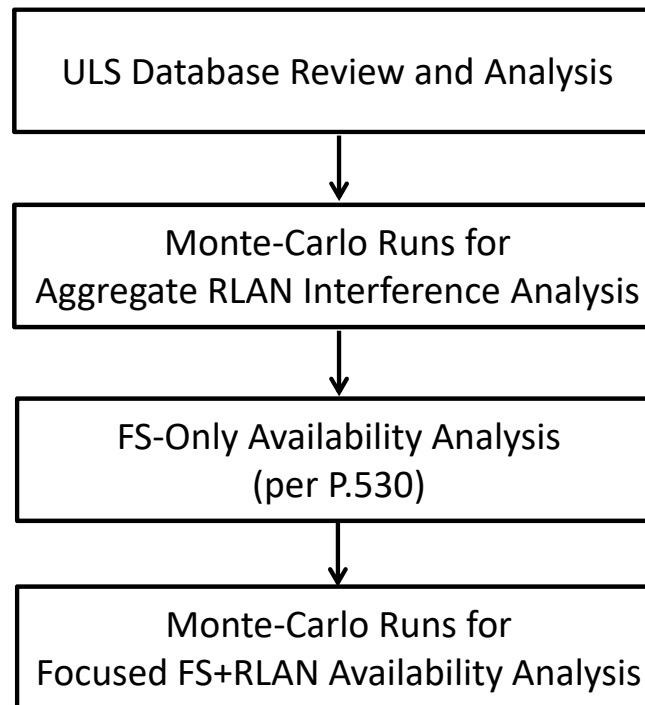 ULS Database Review and Analysis
Monte-Carlo Runs for
Aggregate RLAN Interference Analysis
FS-Only Availability Analysis
(per P.530)
Monte-Carlo Runs for
Focused FS+RLAN Availability Analysis